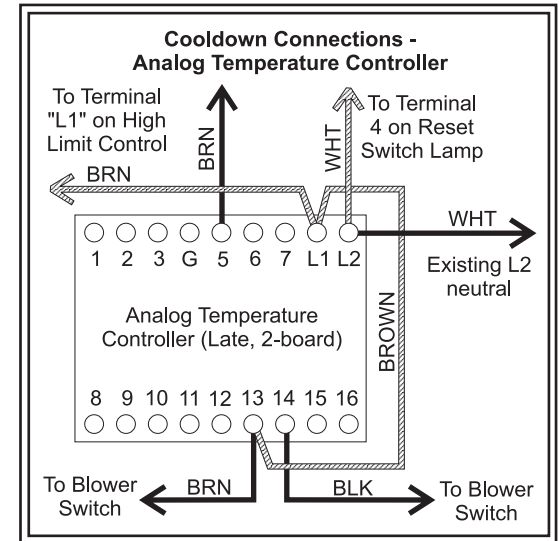 Cooldown Connections -
Analog Temperature Controller
To Terminal
"L1" on High
Limit Control
BRN
WHT
To Terminal
4 on Reset
Switch Lamp
BRN
WHT
1 2 3 G 5 6 7 L1 L2
Existing L2
neutral
Analog Temperature
Controller (Late, 2-board)
BROWN
8 9 10 11 12 13 14 15 16
To Blower
Switch
BRN
BLK
To Blower
Switch